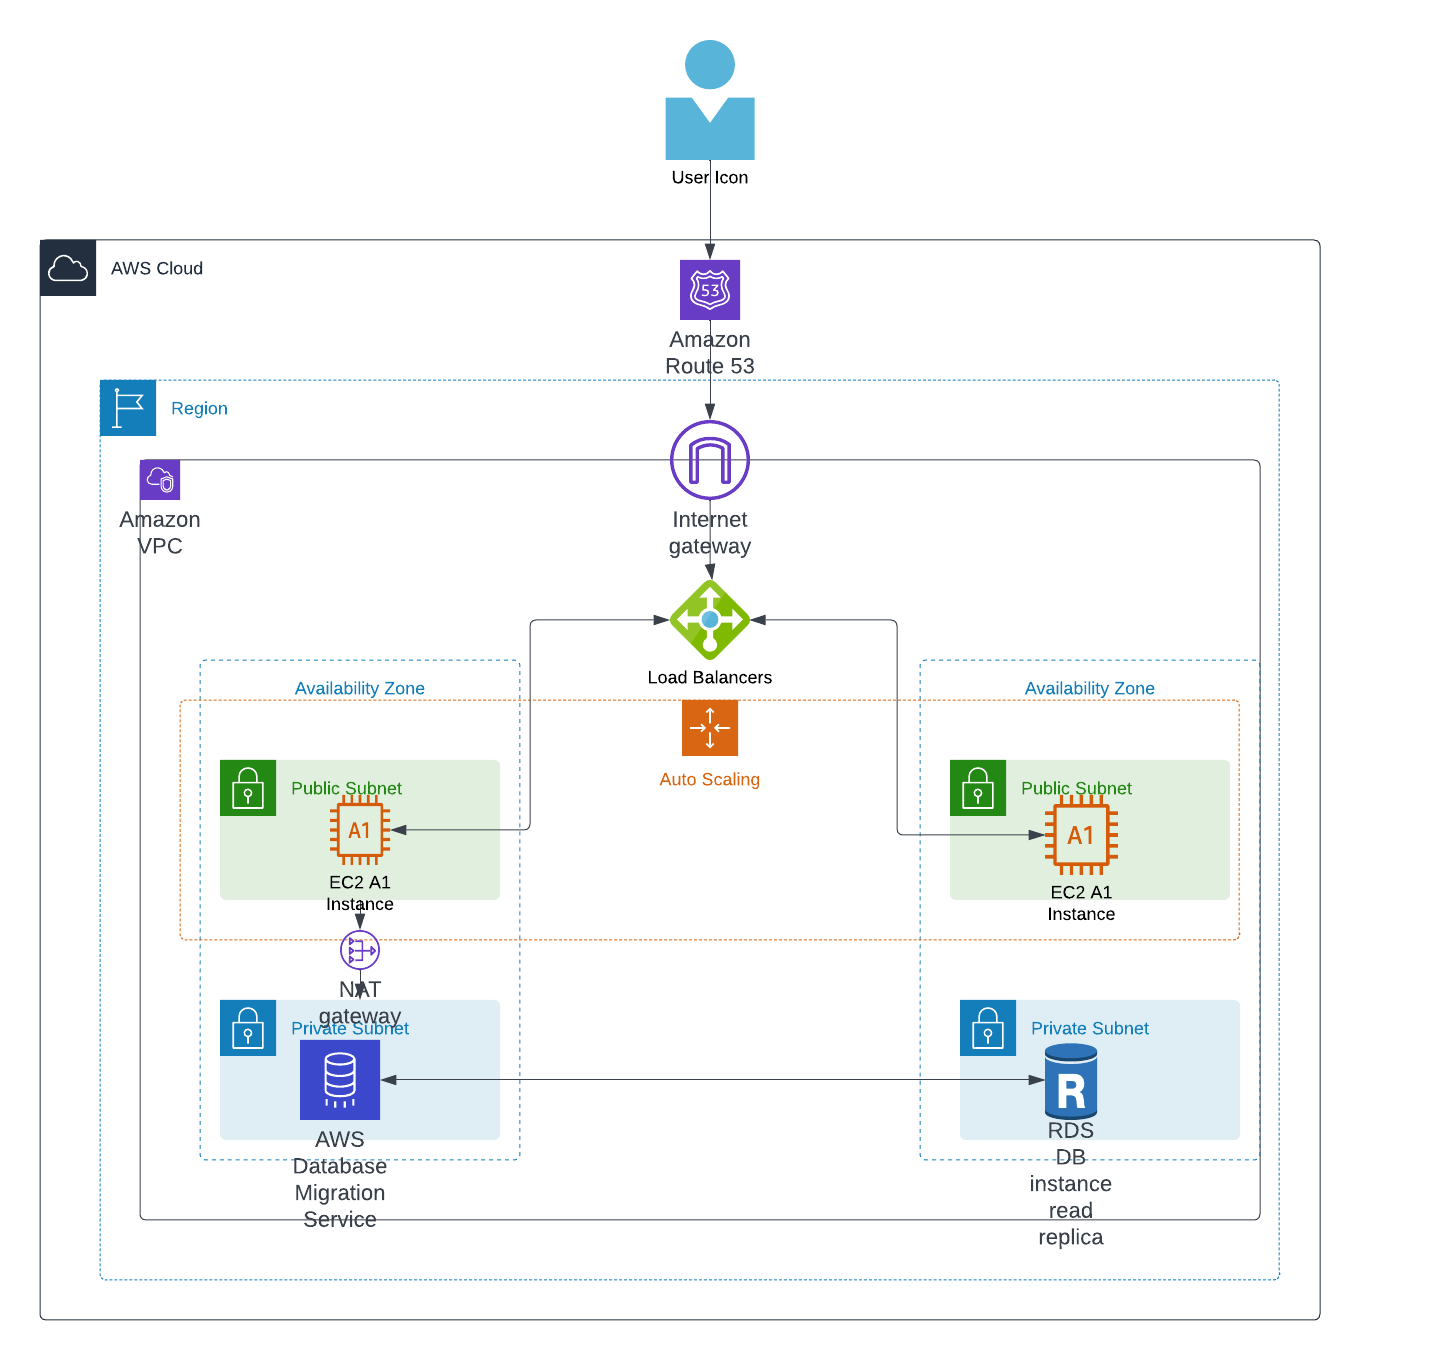 User Icon
AWS Cloud
53
Amazon
Route 53
Region
Amazon
VPC
Internet
gateway
Load Balancers
Availability Zone
Availability Zone
Auto Scaling
Public Subnet
A1
EC2 A1
Instance
Public Subnet
A1
EC2 A1
Instance
NAT
gateway
Private Subnet
AWS
Database
Migration
Service
Private Subnet
R
RDS
DB
instance
read
replica